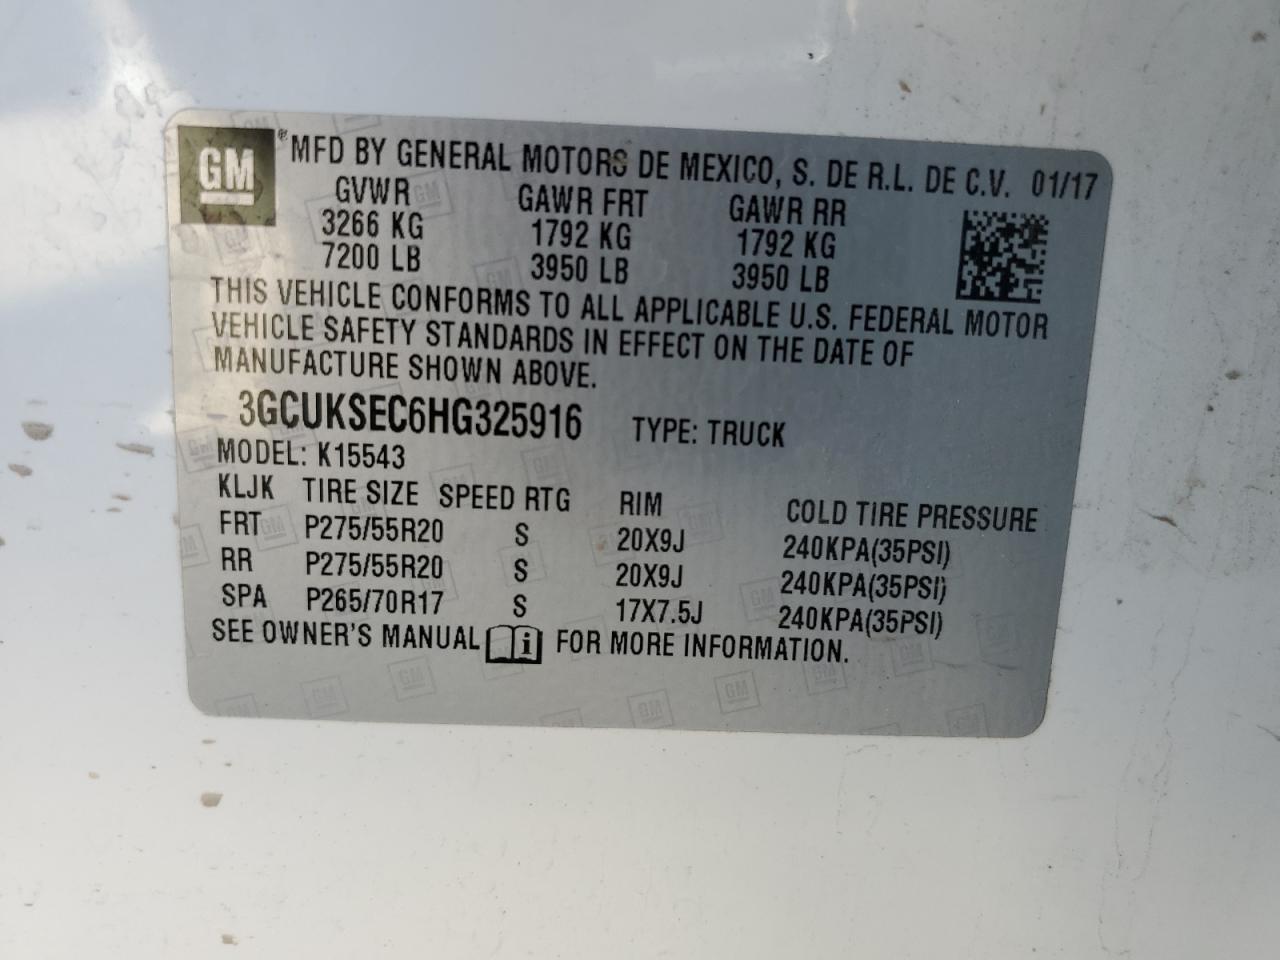 GM ® MFD BY GENERAL MOTORS DE MEXICO, S. DE R.L. DE C.V. 01/17
GVWR GAWR FRT GAWR RR
3266 KG 1792 KG 1792 KG
7200 LB 3950 LB 3950 LB
THIS VEHICLE CONFORMS TO ALL APPLICABLE U.S. FEDERAL MOTOR
VEHICLE SAFETY STANDARDS IN EFFECT ON THE DATE OF
MANUFACTURE SHOWN ABOVE.
3GCUKSEC6HG325916 TYPE: TRUCK
MODEL: K15543
KLJK TIRE SIZE SPEED RTG RIM COLD TIRE PRESSURE
FRT P275/55R20 S 20X9J 240KPA(35PSI)
RR P275/55R20 S 20X9J 240KPA(35PSI)
SPA P265/70R17 S 17X7.5J 240KPA(35PSI)
SEE OWNER'S MANUAL i FOR MORE INFORMATION.